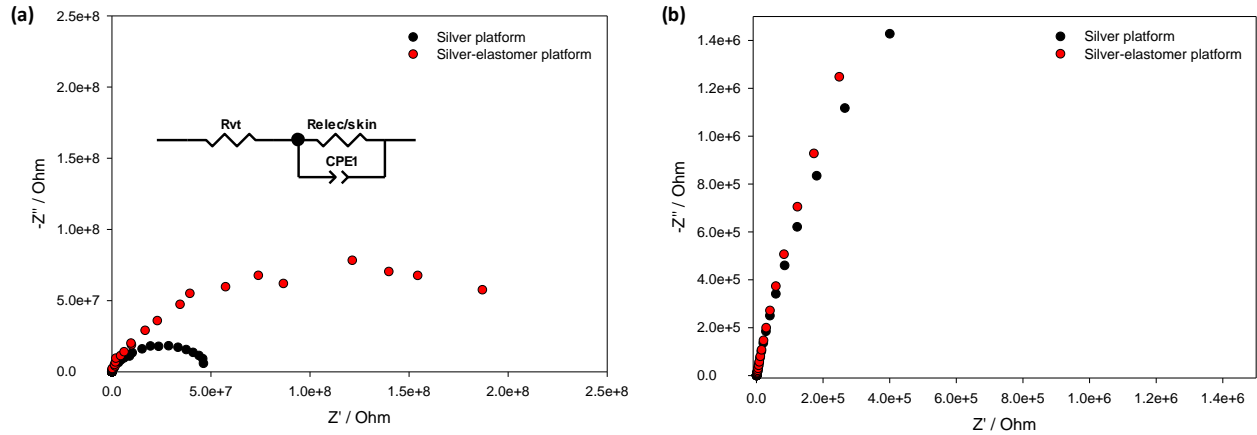 (a)
2.5e+8
2.0e+8
1.5e+8
1.0e+8
5.0e+7
0.0
-Z'' / Ohm
Silver platform
Silver-elastomer platform
Rvt
Relec/skin
CPE1
0.0 5.0e+7 1.0e+8 1.5e+8 2.0e+8 2.5e+8
Z' / Ohm
(b)
1.4e+6
1.2e+6
1.0e+6
8.0e+5
6.0e+5
4.0e+5
2.0e+5
0.0
-Z'' / Ohm
Silver platform
Silver-elastomer platform
0.0 2.0e+5 4.0e+5 6.0e+5 8.0e+5 1.0e+6 1.2e+6 1.4e+6
Z' / Ohm